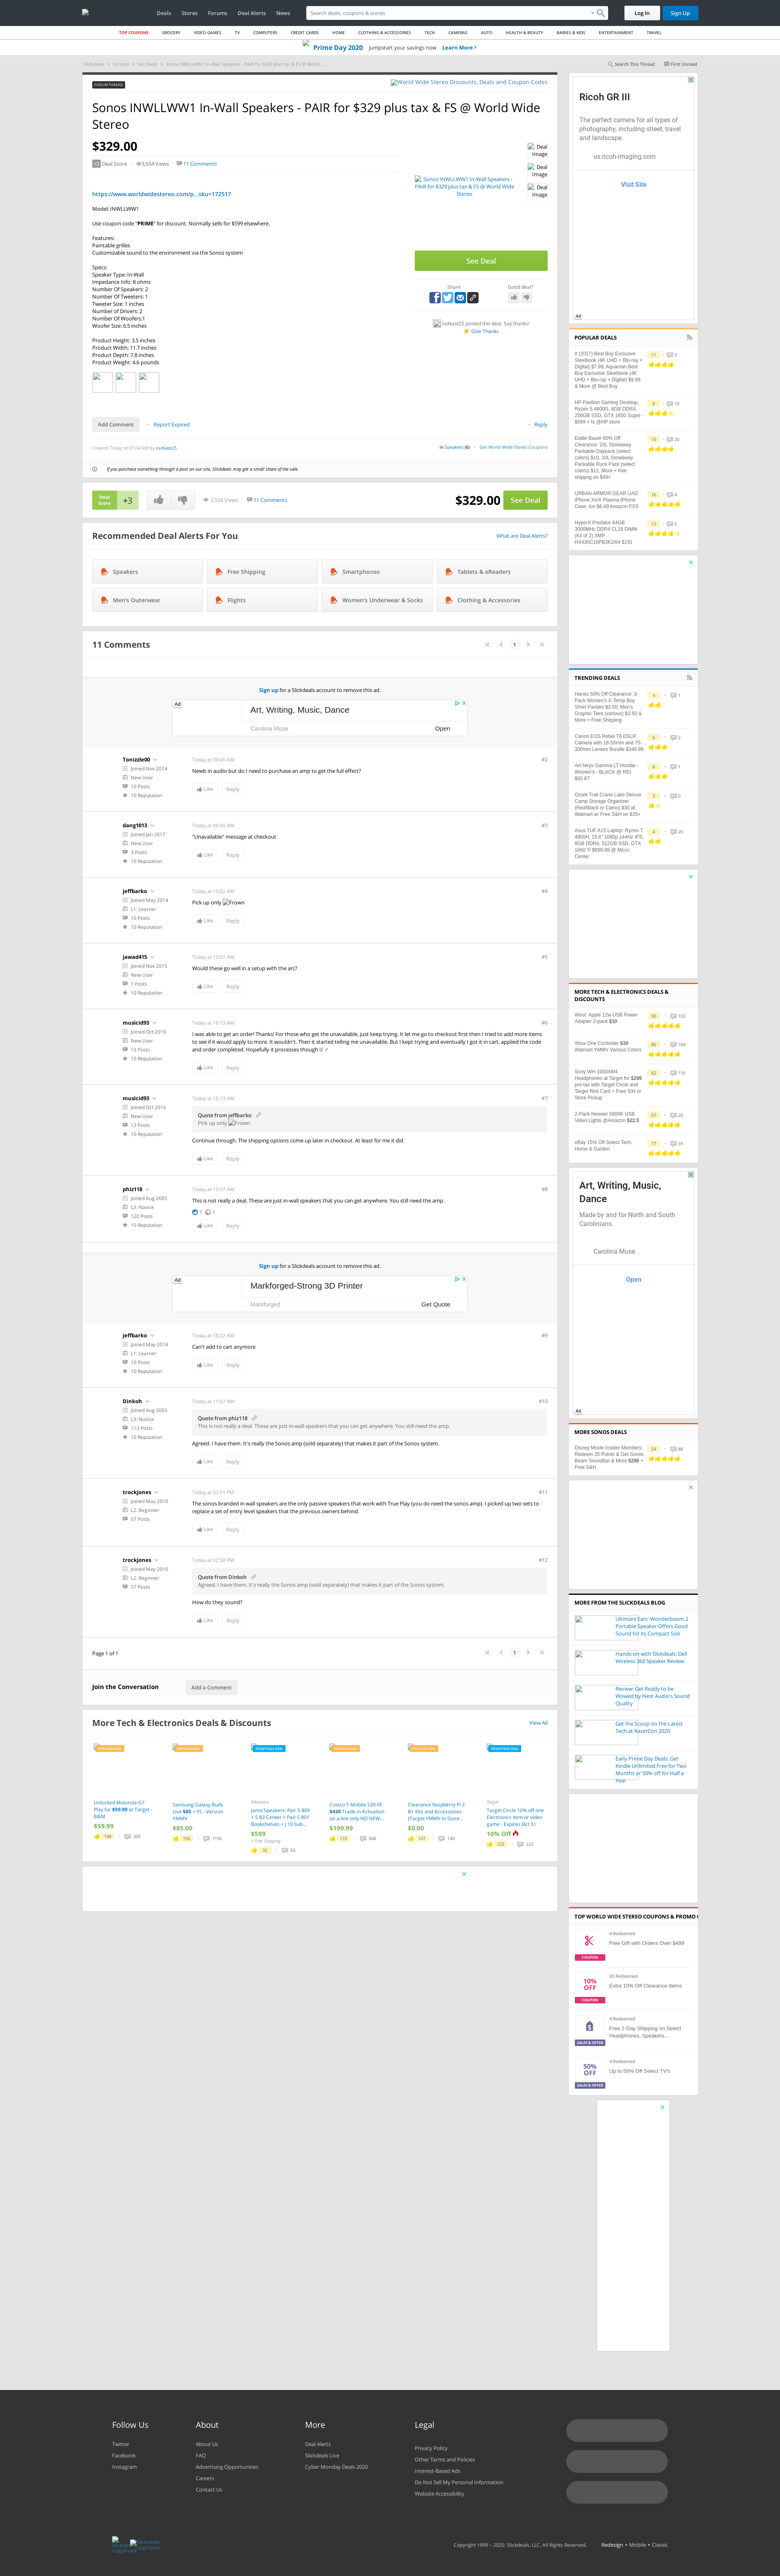 Deals
Stores
Forums
Deal Alerts
News
Search deals, coupons & stores
Log In
Sign Up
TOP COUPONS
GROCERY
VIDEO GAMES
TV
COMPUTERS
CREDIT CARDS
HOME
CLOTHING & ACCESSORIES
TECH
CAMERAS
AUTO
HEALTH & BEAUTY
BABIES & KIDS
ENTERTAINMENT
TRAVEL
Prime Day 2020 Jumpstart your savings now Learn More ›
Slickdeals > Forums > Hot Deals > Sonos INWLLWW1 In-Wall Speakers - PAIR for $329 plus tax & FS @ World ...
Search This Thread
First Unread
FORUM THREAD
World Wide Stereo Discounts, Deals and Coupon Codes
Sonos INWLLWW1 In-Wall Speakers - PAIR for $329 plus tax & FS @ World Wide Stereo
$329.00
+3 Deal Score
3,554 Views
11 Comments
https://www.worldwidestereo.com/p...sku=172517
Model: INWLLWW1
Use coupon code "PRIME" for discount. Normally sells for $599 elsewhere.
Features:
Paintable grilles
Customizable sound to the environment via the Sonos system
Specs:
Speaker Type: In-Wall
Impedance Info: 8 ohms
Number Of Speakers: 2
Number Of Tweeters: 1
Tweeter Size: 1 inches
Number of Drivers: 2
Number Of Woofers:1
Woofer Size: 6.5 inches
Product Height: 3.5 inches
Product Width: 11.7 inches
Product Depth: 7.8 inches
Product Weight: 4.6 pounds
Sonos INWLLWW1 In-Wall Speakers - PAIR for $329 plus tax & FS @ World Wide Stereo
Deal Image
Deal Image
Deal Image
See Deal
Share
Good deal?
outkast25 posted this deal. Say thanks!
Give Thanks
Add Comment
Report Expired
Reply
Created Today at 07:04 AM by outkast25
Speakers (6)
Get World Wide Stereo Coupons
If you purchase something through a post on our site, Slickdeals may get a small share of the sale.
Deal Score
+3
3,554 Views
11 Comments
$329.00
See Deal
Recommended Deal Alerts For You
What are Deal Alerts?
Speakers
Free Shipping
Smartphones
Tablets & eReaders
Men's Outerwear
Flights
Women's Underwear & Socks
Clothing & Accessories
11 Comments
1
Sign up for a Slickdeals account to remove this ad.
Ad
Art, Writing, Music, Dance
Carolina Muse
Open
Tonizzle00
Joined Nov 2014
New User
10 Posts
10 Reputation
Today at 09:45 AM
#2
Newb in audio but do I need to purchase an amp to get the full effect?
Like
Reply
dang1013
Joined Jan 2017
New User
3 Posts
10 Reputation
Today at 09:45 AM
#3
"Unavailable" message at checkout
Like
Reply
jeffbarko
Joined May 2014
L1: Learner
10 Posts
10 Reputation
Today at 10:02 AM
#4
Pick up only Frown
Like
Reply
jawad415
Joined Nov 2015
New User
1 Posts
10 Reputation
Today at 10:07 AM
#5
Would these go well in a setup with the arc?
Like
Reply
musicid93
Joined Oct 2016
New User
13 Posts
10 Reputation
Today at 10:13 AM
#6
I was able to get an order! Thanks! For those who get the unavailable, just keep trying. It let me go to checkout first then I tried to add more items to see if it would apply to more. It wouldn't. Then it started telling me unavailable. But I kept trying and eventually I got it in cart, applied the code and order completed. Hopefully it processes though
Like
Reply
musicid93
Joined Oct 2016
New User
13 Posts
10 Reputation
Today at 10:13 AM
#7
Quote from jeffbarko
Pick up only Frown
Continue through. The shipping options come up later in checkout. At least for me it did
Like
Reply
phiz118
Joined Aug 2005
L3: Novice
120 Posts
15 Reputation
Today at 10:17 AM
#8
This is not really a deal. These are just in-wall speakers that you can get anywhere. You still need the amp.
1
1
Like
Reply
Sign up for a Slickdeals account to remove this ad.
Ad
Markforged-Strong 3D Printer
Markforged
Get Quote
jeffbarko
Joined May 2014
L1: Learner
10 Posts
10 Reputation
Today at 10:22 AM
#9
Can't add to cart anymore
Like
Reply
Dinkoh
Joined Aug 2003
L3: Novice
113 Posts
10 Reputation
Today at 11:07 AM
#10
Quote from phiz118
This is not really a deal. These are just in-wall speakers that you can get anywhere. You still need the amp.
Agreed. I have them. It's really the Sonos amp (sold separately) that makes it part of the Sonos system.
Like
Reply
trockjones
Joined May 2010
L2: Beginner
57 Posts
Today at 02:51 PM
#11
The sonos branded in wall speakers are the only passive speakers that work with True Play (you do need the sonos amp). I picked up two sets to replace a set of entry level speakers that the previous owners behind.
Like
Reply
trockjones
Joined May 2010
L2: Beginner
57 Posts
Today at 02:58 PM
#12
Quote from Dinkoh
Agreed. I have them. It's really the Sonos amp (sold separately) that makes it part of the Sonos system.
How do they sound?
Like
Reply
Page 1 of 1
1
Join the Conversation
Add a Comment
More Tech & Electronics Deals & Discounts
View All
Unlocked Motorola G7 Play for $59.99 at Target - B&M
$59.99
198
205
Samsung Galaxy Buds Live $85 + FS - Verizon YMMV
$85.00
156
1156
FRONTPAGE DEAL
Adorama
Jamo Speakers: Pair S 809 + S 83 Center + Pair S 801 Bookshelves + J 10 Sub...
$599
+ Free Shipping
32
63
Costco T-Mobile S20 FE $430 Trade in Activation on a line only NO NEW...
$199.99
133
848
Clearance Raspberry Pi 3 B+ Kits and Accessories (Target YMMV In-Store...
$0.00
107
140
FRONTPAGE DEAL
Target
Target Circle 10% off one Electronics item or video game - Expires Oct 31
10% Off
125
223
Ricoh GR III
The perfect camera for all types of photography, including street, travel and landscape.
us.ricoh-imaging.com
Visit Site
Ad
POPULAR DEALS
It (2017) Best Buy Exclusive Steelbook (4K UHD + Blu-ray + Digital) $7.99, Aquaman Best Buy Exclusive Steelbook (4K UHD + Blu-ray + Digital) $9.99 & More @ Best Buy
11
3
HP Pavilion Gaming Desktop, Ryzen 5 4600G, 8GB DDR4, 256GB SSD, GTX 1650 Super - $599 + fs @HP store
8
10
Eddie Bauer 60% Off Clearance: 20L Stowaway Packable Daypack (select colors) $10, 20L Stowaway Packable Ruck Pack (select colors) $12, More + free shipping on $49+
10
20
URBAN ARMOR GEAR UAG iPhone Xs/X Plasma iPhone Case, Ice $6.49 Amazon FSS
16
4
HyperX Predator 64GB 3000MHz DDR4 CL16 DIMM (Kit of 2) XMP HX430C16PB3K2/64 $191
12
6
TRENDING DEALS
Hanes 50% Off Clearance: 3-Pack Women's X-Temp Boy Short Panties $3.50, Men's Graphic Tees (various) $3.50 & More + Free Shipping
4
1
Canon EOS Rebel T6 DSLR Camera with 18-55mm and 75-300mm Lenses Bundle $349.99
6
2
Arc'teryx Gamma LT Hoodie - Women's - BLACK @ REI $92.87
6
1
Ozark Trail Crane Lake Deluxe Camp Storage Organizer (Red/Black or Camo) $30 at Walmart w/ Free S&H on $35+
3
0
Asus TUF A15 Laptop: Ryzen 7 4800H, 15.6" 1080p 144Hz IPS, 8GB DDR4, 512GB SSD, GTX 1660 Ti $899.99 @ Micro Center
4
20
MORE TECH & ELECTRONICS DEALS & DISCOUNTS
Woot: Apple 12w USB Power Adapter 2-pack $10
90
103
Xbox One Controller $30 Walmart YMMV Various Colors
86
104
Sony WH-1000XM4 Headphones at Target for $299 pre-tax with Target Circle and Target Red Card + Free S/H or Store Pickup
82
116
2-Pack Neewer 5600K USB Video Lights @Amazon $22.5
67
20
eBay 15% Off Select Tech, Home & Garden
77
39
Art, Writing, Music, Dance
Made by and for North and South Carolinians.
Carolina Muse
Open
Ad
MORE SONOS DEALS
Disney Movie Insider Members: Redeem 25 Points & Get Sonos Beam Soundbar & More $299 + Free S&H
54
88
MORE FROM THE SLICKDEALS BLOG
Ultimate Ears' Wonderboom 2 Portable Speaker Offers Good Sound for Its Compact Size
Hands-on with Slickdeals: Dell Wireless 360 Speaker Review
Review: Get Ready to be Wowed by Nest Audio's Sound Quality
Get the Scoop on the Latest Tech at RazerCon 2020
Early Prime Day Deals: Get Kindle Unlimited Free for Two Months or 50% off for Half a Year
TOP WORLD WIDE STEREO COUPONS & PROMO
COUPON
4 Redeemed
Free Gift with Orders Over $499
10% OFF
COUPON
65 Redeemed
Extra 10% Off Clearance Items
SALES & OFFER
4 Redeemed
Free 2-Day Shipping on Select Headphones, Speakers,...
50% OFF
SALES & OFFER
4 Redeemed
Up to 50% Off Select TV's
Follow Us
Twitter
Facebook
Instagram
About
About Us
FAQ
Advertising Opportunities
Careers
Contact Us
More
Deal Alerts
Slickdeals Live
Cyber Monday Deals 2020
Legal
Privacy Policy
Other Terms and Policies
Interest-Based Ads
Do Not Sell My Personal Information
Website Accessibility
Copyright 1999 – 2020. Slickdeals, LLC. All Rights Reserved.
Redesign • Mobile • Classic